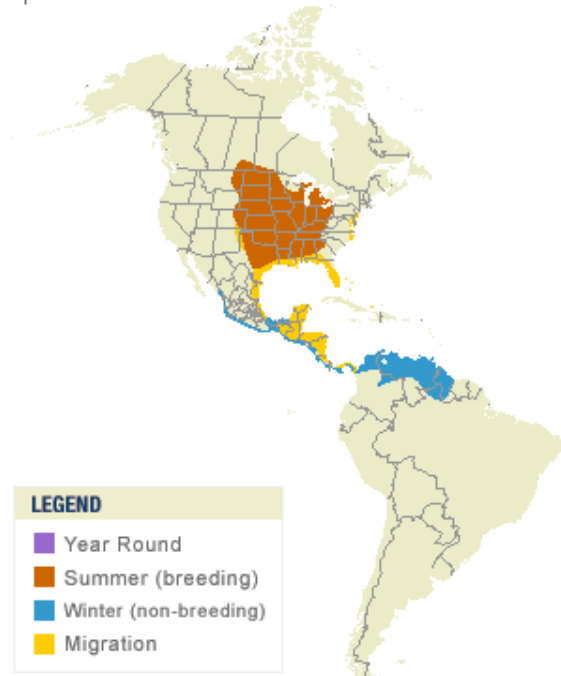 LEGEND
Year Round
Summer (breeding)
Winter (non-breeding)
Migration